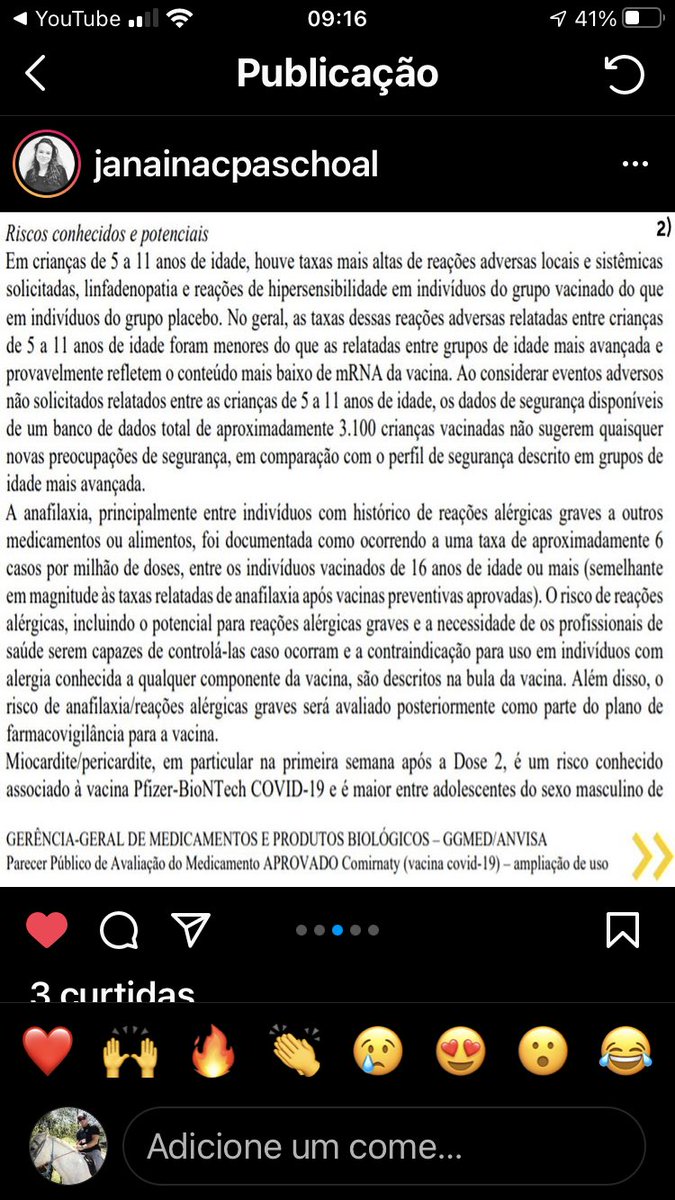 YouTube
09:16
41%
Publicação
janainacpaschoal
2)
Riscos conhecidos e potenciais
Em crianças de 5 a 11 anos de idade, houve taxas mais altas de reações adversas locais e sistêmicas
solicitadas, linfadenopatia e reações de hipersensibilidade em indivíduos do grupo vacinado do que
em indivíduos do grupo placebo. No geral, as taxas dessas reações adversas relatadas entre crianças
de 5 a 11 anos de idade foram menores do que as relatadas entre grupos de idade mais avançada e
provavelmente refletem o conteúdo mais baixo de mRNA da vacina. Ao considerar eventos adversos
não solicitados relatados entre as crianças de 5 a 11 anos de idade, os dados de segurança disponíveis
de um banco de dados total de aproximadamente 3.100 crianças vacinadas não sugerem quaisquer
novas preocupações de segurança, em comparação com o perfil de segurança descrito em grupos de
idade mais avançada.
A anafilaxia, principalmente entre indivíduos com histórico de reações alérgicas graves a outros
medicamentos ou alimentos, foi documentada como ocorrendo a uma taxa de aproximadamente 6
casos por milhão de doses, entre os indivíduos vacinados de 16 anos de idade ou mais (semelhante
em magnitude às taxas relatadas de anafilaxia após vacinas preventivas aprovadas). O risco de reações
alérgicas, incluindo o potencial para reações alérgicas graves e a necessidade de os profissionais de
saúde serem capazes de controlá-las caso ocorram e a contraindicação para uso em indivíduos com
alergia conhecida a qualquer componente da vacina, são descritos na bula da vacina. Além disso, o
risco de anafilaxia/reações alérgicas graves será avaliado posteriormente como parte do plano de
farmacovigilância para a vacina.
Miocardite/pericardite, em particular na primeira semana após a Dose 2, é um risco conhecido
associado à vacina Pfizer-BioNTech COVID-19 e é maior entre adolescentes do sexo masculino de
GERÊNCIA-GERAL DE MEDICAMENTOS E PRODUTOS BIOLÓGICOS – GGMED/ANVISA
Parecer Público de Avaliação do Medicamento APROVADO Comirnaty (vacina covid-19) – ampliação de uso
3 curtidas
Adicione um come...